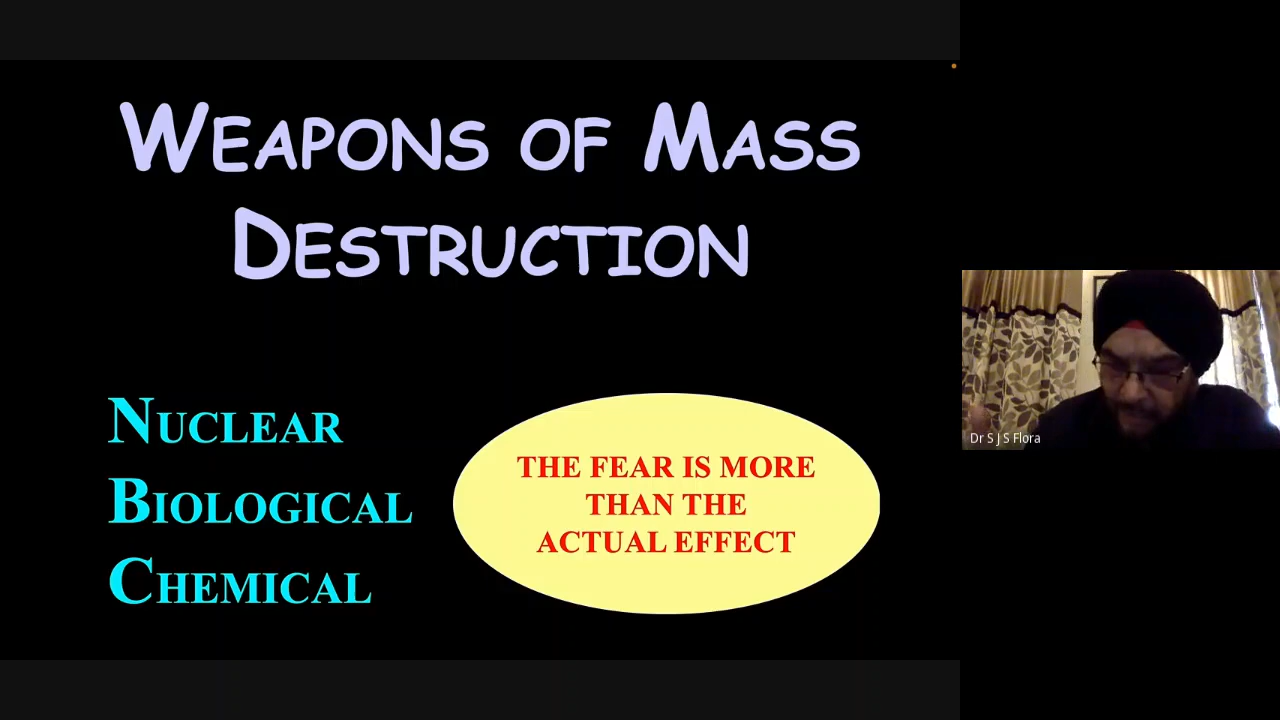 WEAPONS OF MASS
DESTRUCTION
NUCLEAR
BIOLOGICAL
CHEMICAL
THE FEAR IS MORE
THAN THE
ACTUAL EFFECT
Dr S J S Flora